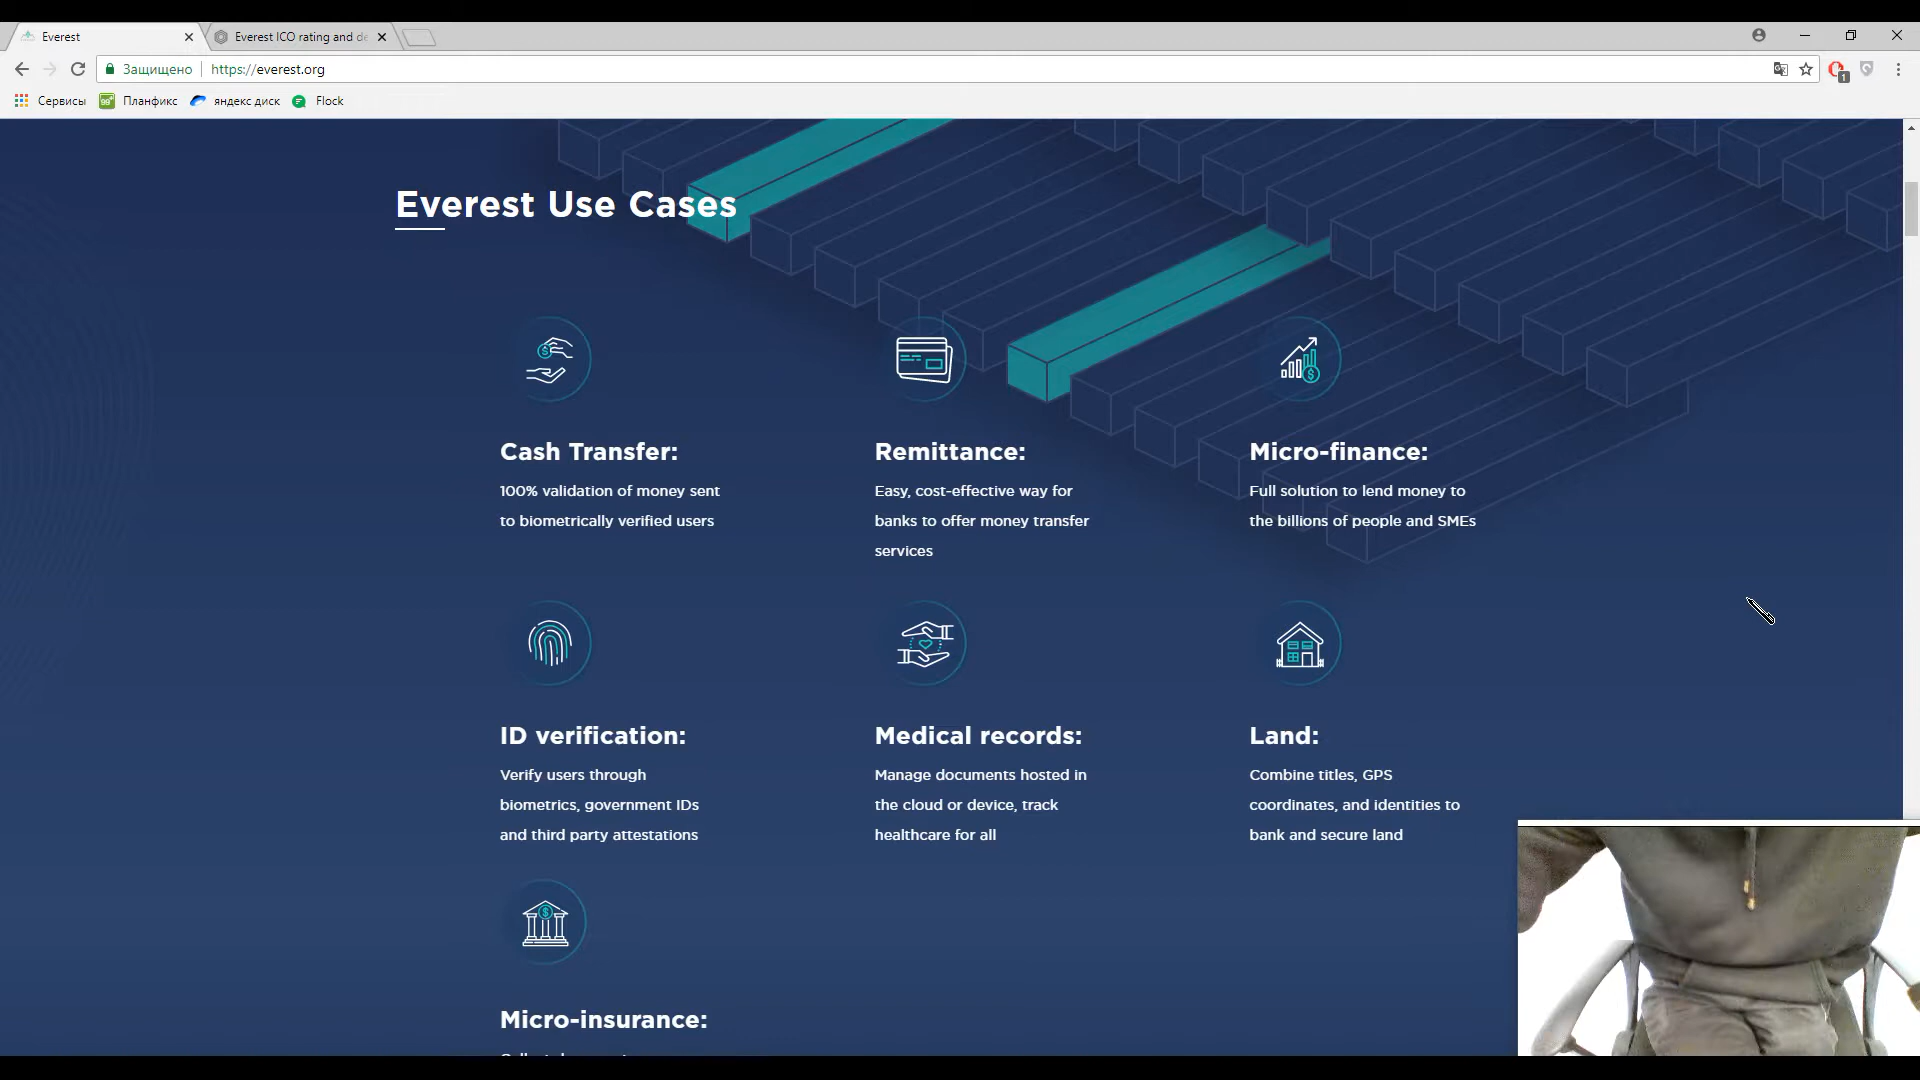 Everest
Everest ICO rating and de
Защищено
https://everest.org
1
Сервисы
99+
Планфикс
яндекс диск
Flock
Everest Use Cases
Cash Transfer:
100% validation of money sent
to biometrically verified users
Remittance:
Easy, cost-effective way for
banks to offer money transfer
services
Micro-finance:
Full solution to lend money to
the billions of people and SMEs
ID verification:
Verify users through
biometrics, government IDs
and third party attestations
Medical records:
Manage documents hosted in
the cloud or device, track
healthcare for all
Land:
Combine titles, GPS
coordinates, and identities to
bank and secure land
Micro-insurance: